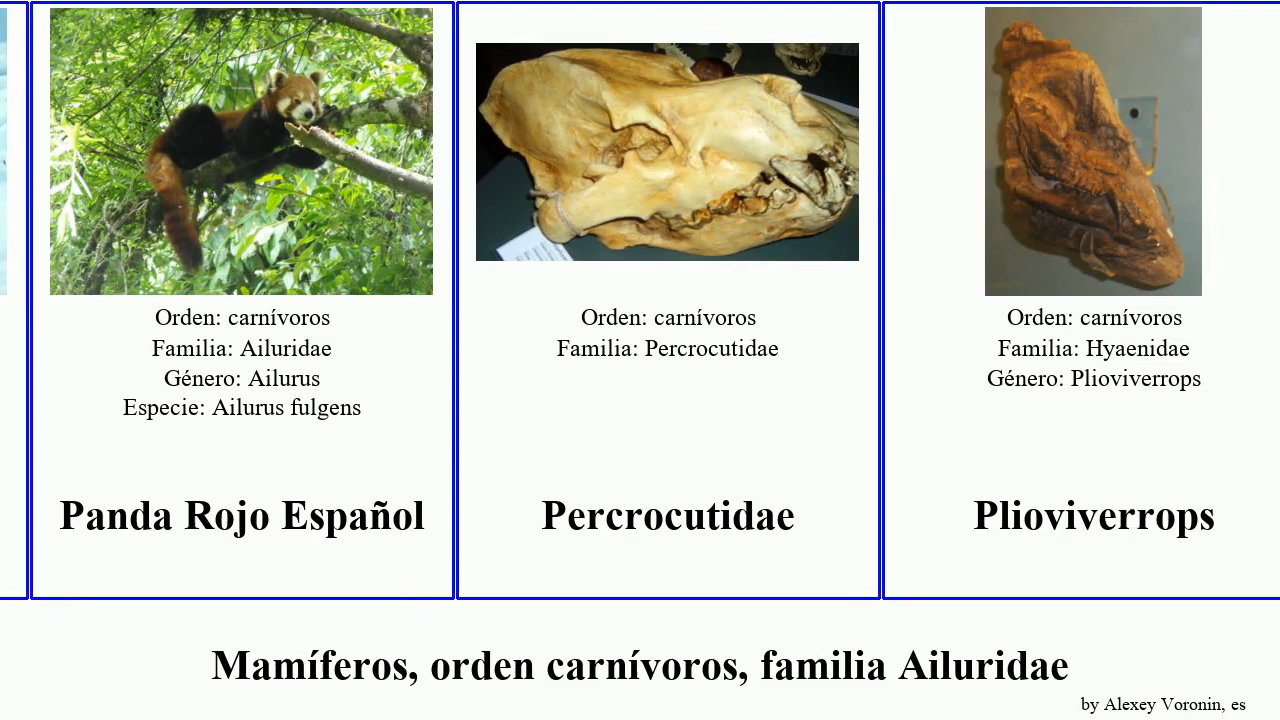 Orden: carnívoros
Familia: Ailuridae
Género: Ailurus
Especie: Ailurus fulgens
Panda Rojo Español
Orden: carnívoros
Familia: Percrocutidae
Percrocutidae
Orden: carnívoros
Familia: Hyaenidae
Género: Plioviverrops
Plioviverrops
Mamíferos, orden carnívoros, familia Ailuridae
by Alexey Voronin, es